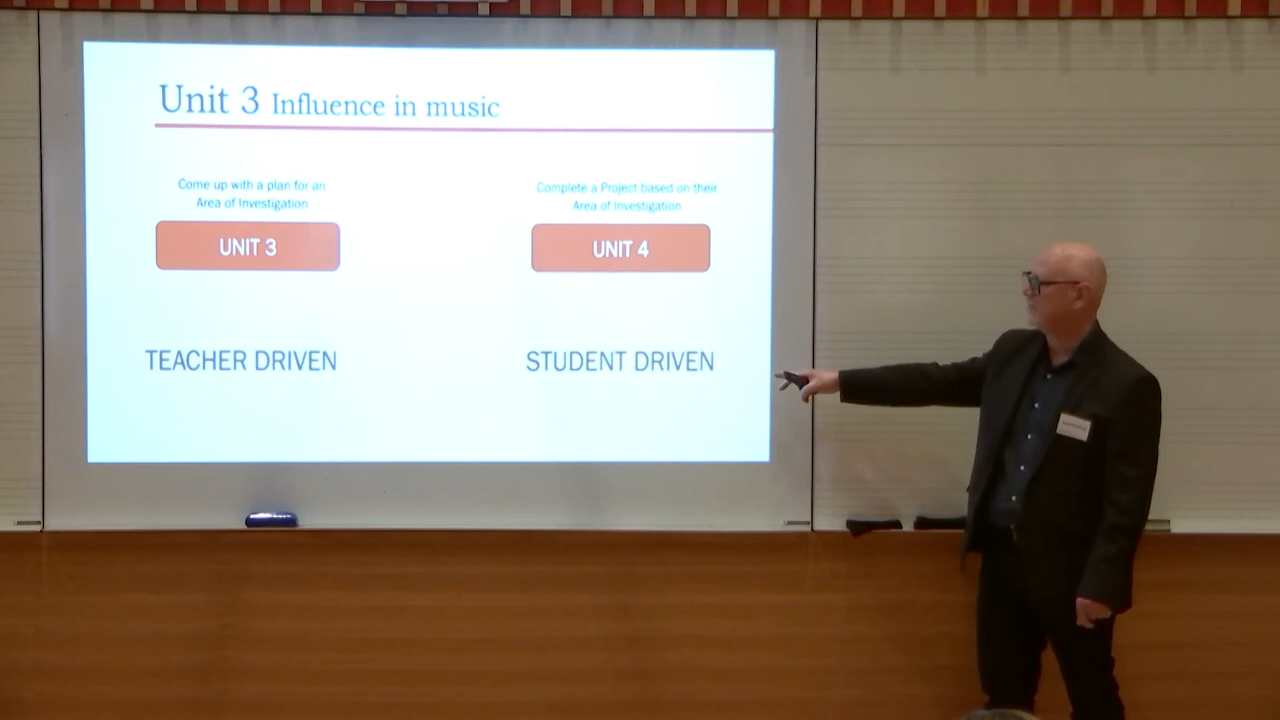 Unit 3 Influence in music
Come up with a plan for an
Area of Investigation
UNIT 3
TEACHER DRIVEN
Complete a Project based on their
Area of Investigation
UNIT 4
STUDENT DRIVEN